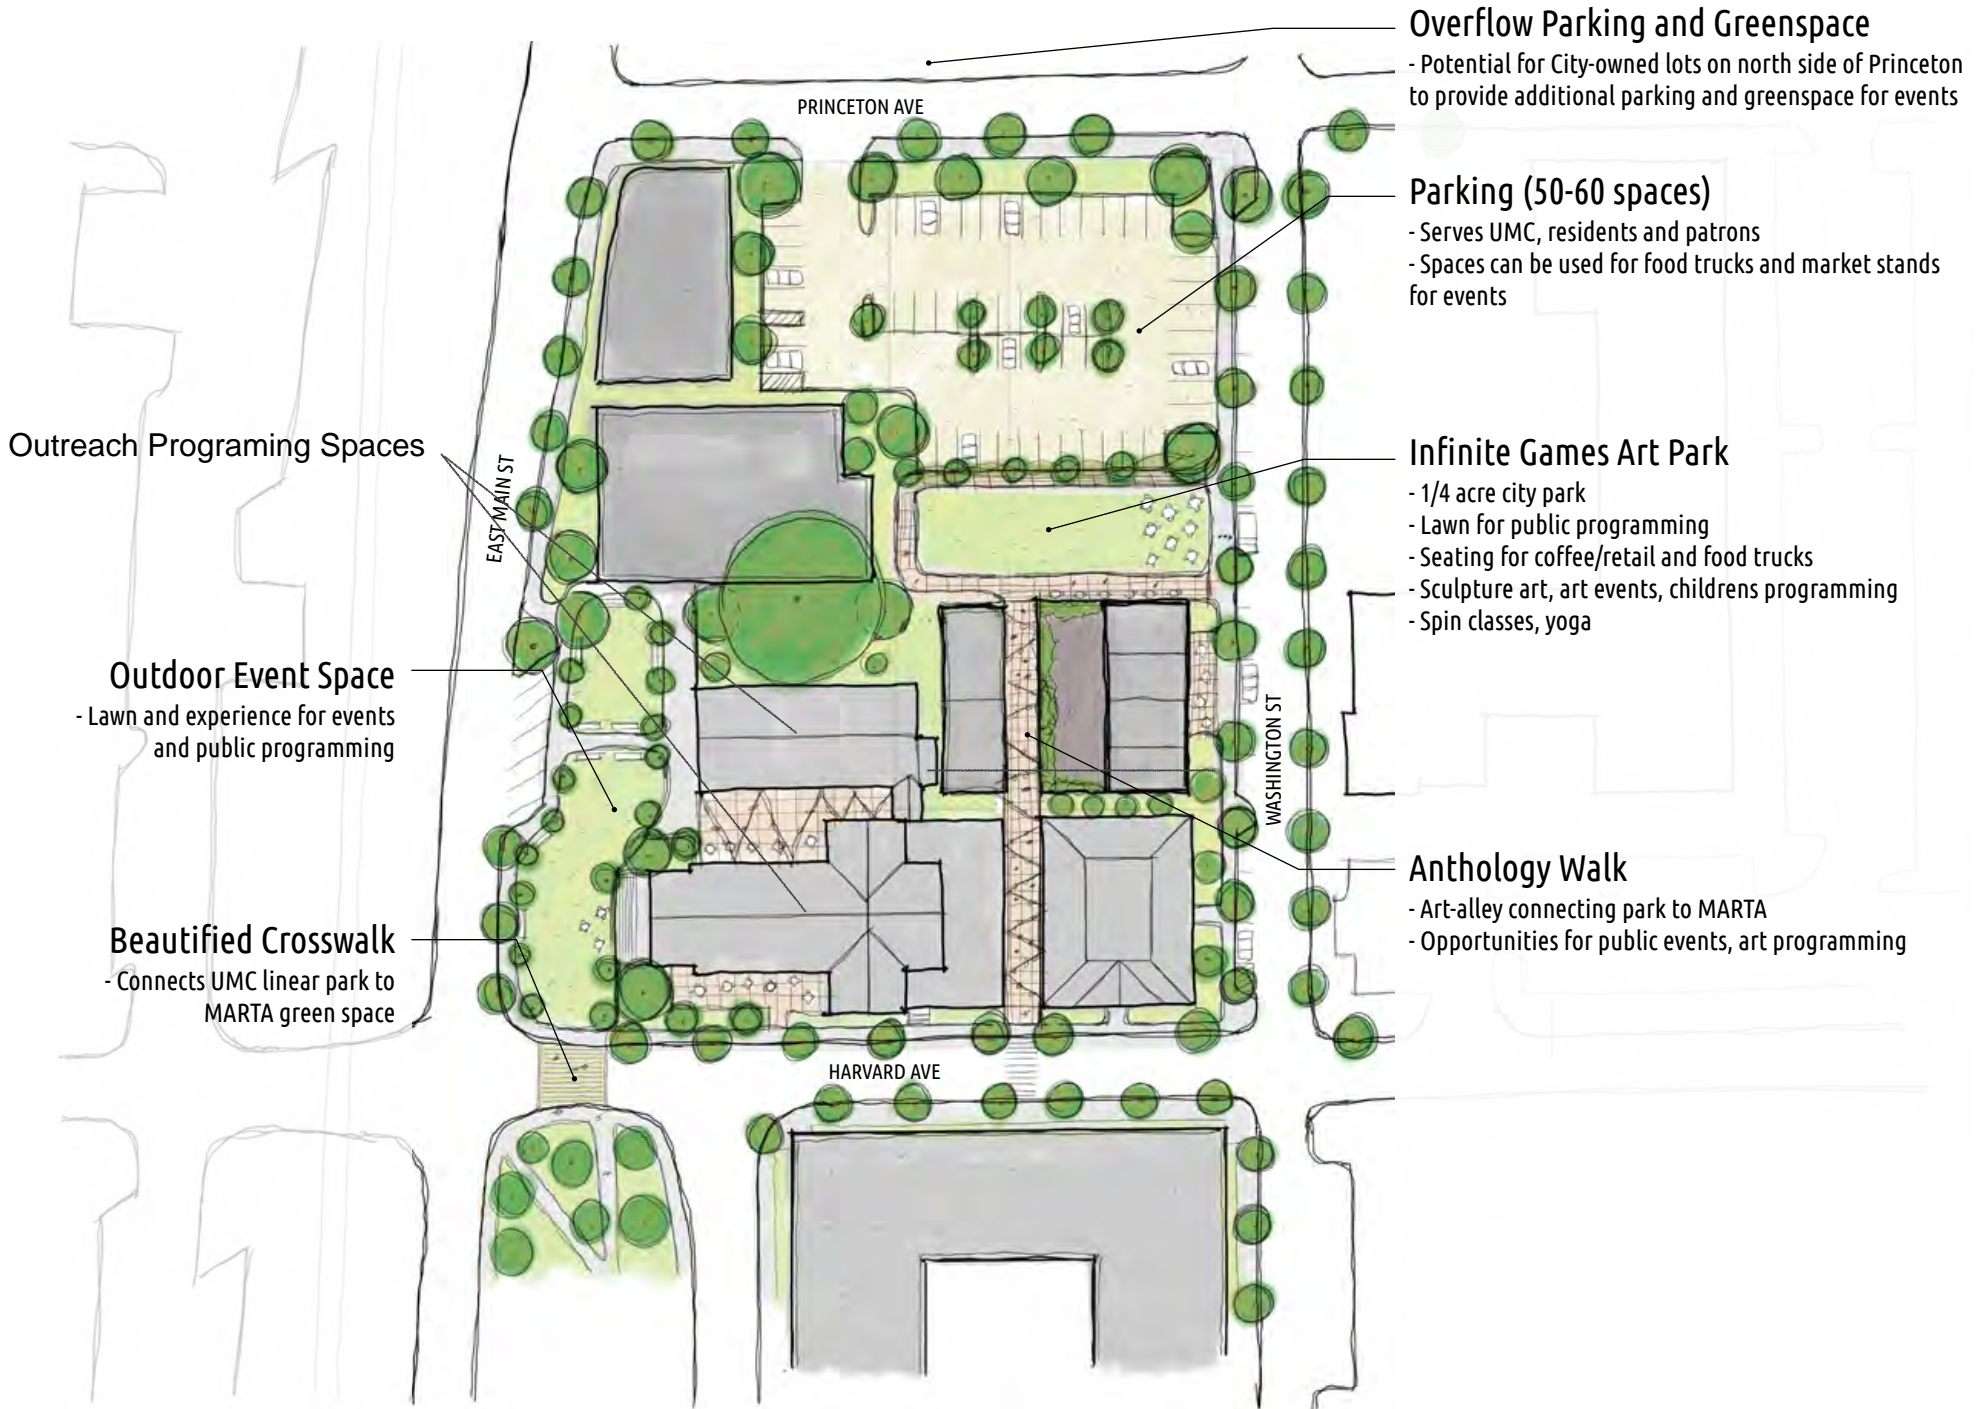 Overflow Parking and Greenspace
- Potential for City-owned lots on north side of Princeton
to provide additional parking and greenspace for events
PRINCETON AVE
Parking (50-60 spaces)
- Serves UMC, residents and patrons
- Spaces can be used for food trucks and market stands
for events
Outreach Programing Spaces
EAST MAIN ST
Infinite Games Art Park
- 1/4 acre city park
- Lawn for public programming
- Seating for coffee/retail and food trucks
- Sculpture art, art events, childrens programming
- Spin classes, yoga
Outdoor Event Space
- Lawn and experience for events
and public programming
WASHINGTON ST
Anthology Walk
- Art-alley connecting park to MARTA
- Opportunities for public events, art programming
Beautified Crosswalk
- Connects UMC linear park to
MARTA green space
HARVARD AVE